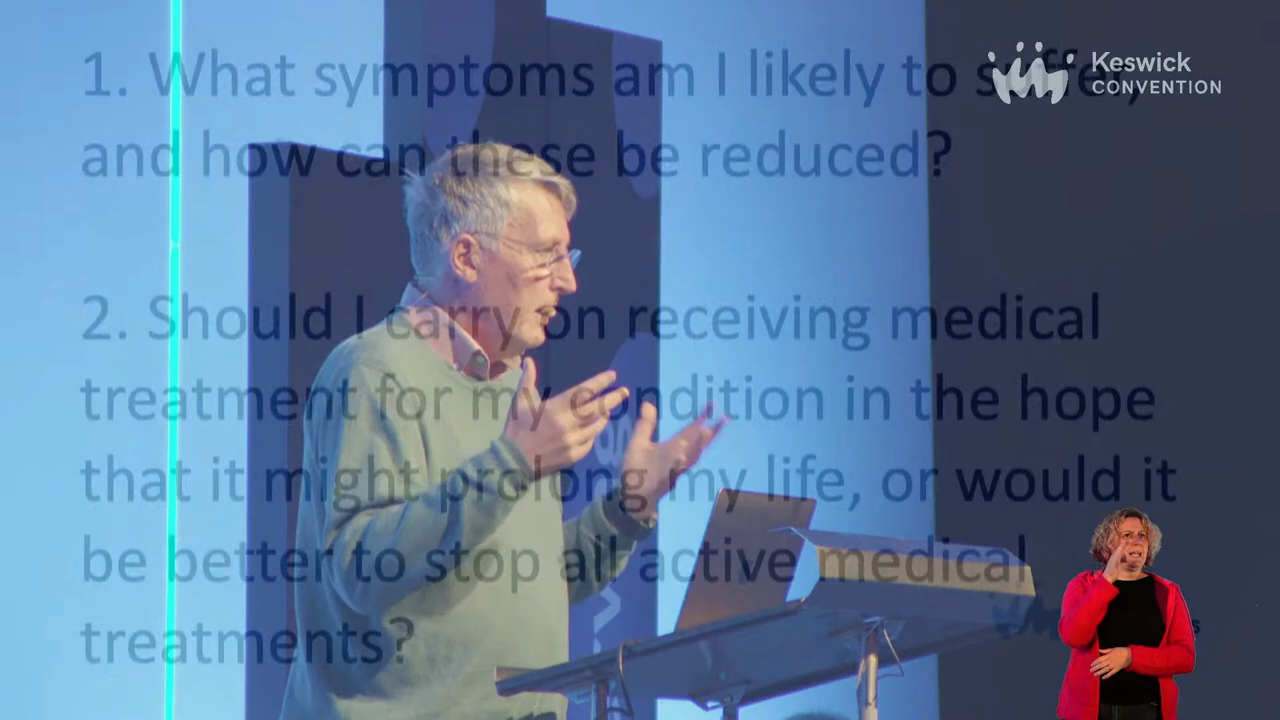 1. What symptoms am I likely to suffer,
and how can these be reduced?
Keswick
CONVENTION
2. Should I carry on receiving medical
treatment for my condition in the hope
that it might prolong my life, or would it
be better to stop all active medical
treatments?